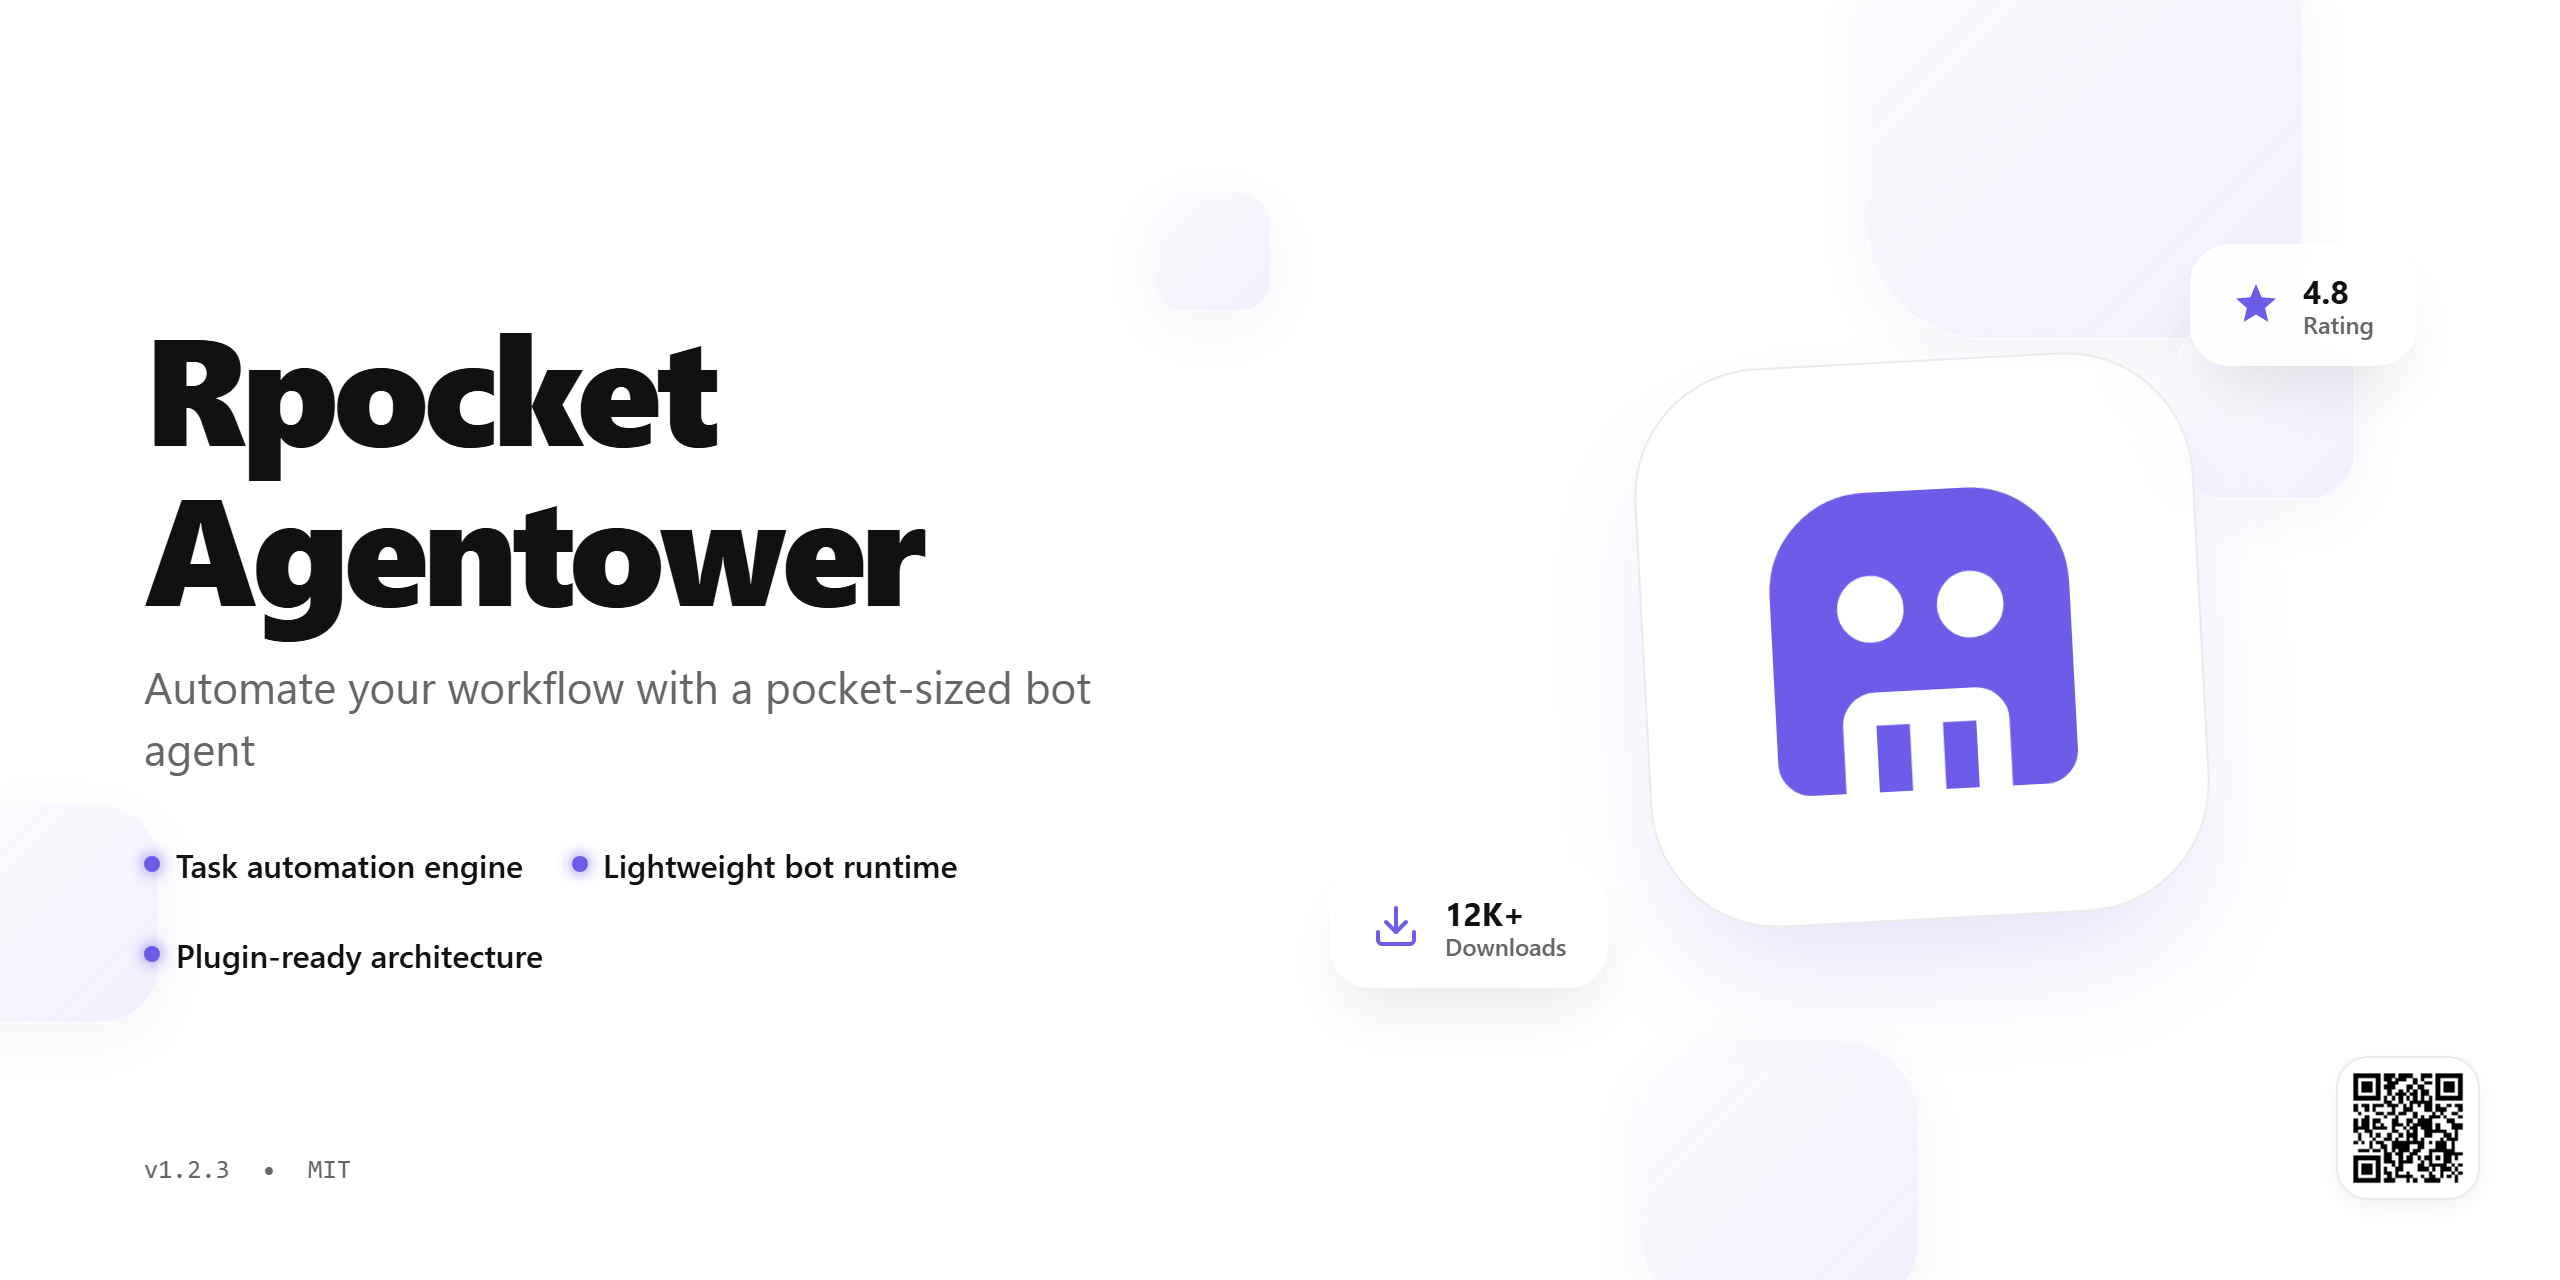 Rpocket
Agentower
Automate your workflow with a pocket-sized bot
agent
Task automation engine
Lightweight bot runtime
Plugin-ready architecture
v1.2.3 • MIT
4.8
Rating
12K+
Downloads